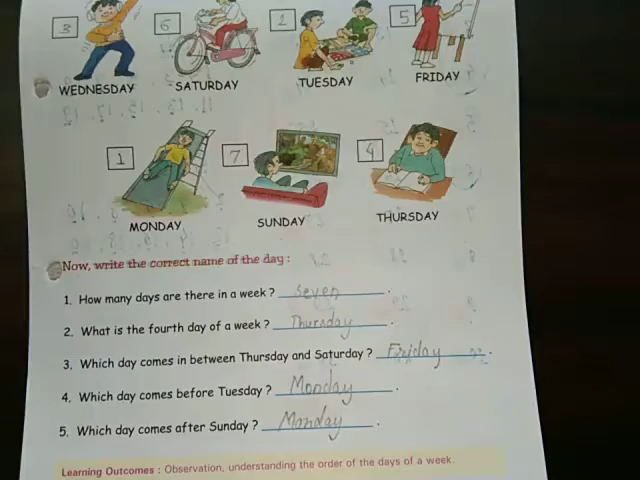 3 6 2 5
WEDNESDAY SATURDAY TUESDAY FRIDAY
1 7 4
MONDAY SUNDAY THURSDAY
Now, write the correct name of the day :
1. How many days are there in a week ? Seven .
2. What is the fourth day of a week ? Thursday .
3. Which day comes in between Thursday and Saturday ? Friday .
4. Which day comes before Tuesday ? Monday .
5. Which day comes after Sunday ? Monday .
Learning Outcomes : Observation, understanding the order of the days of a week.